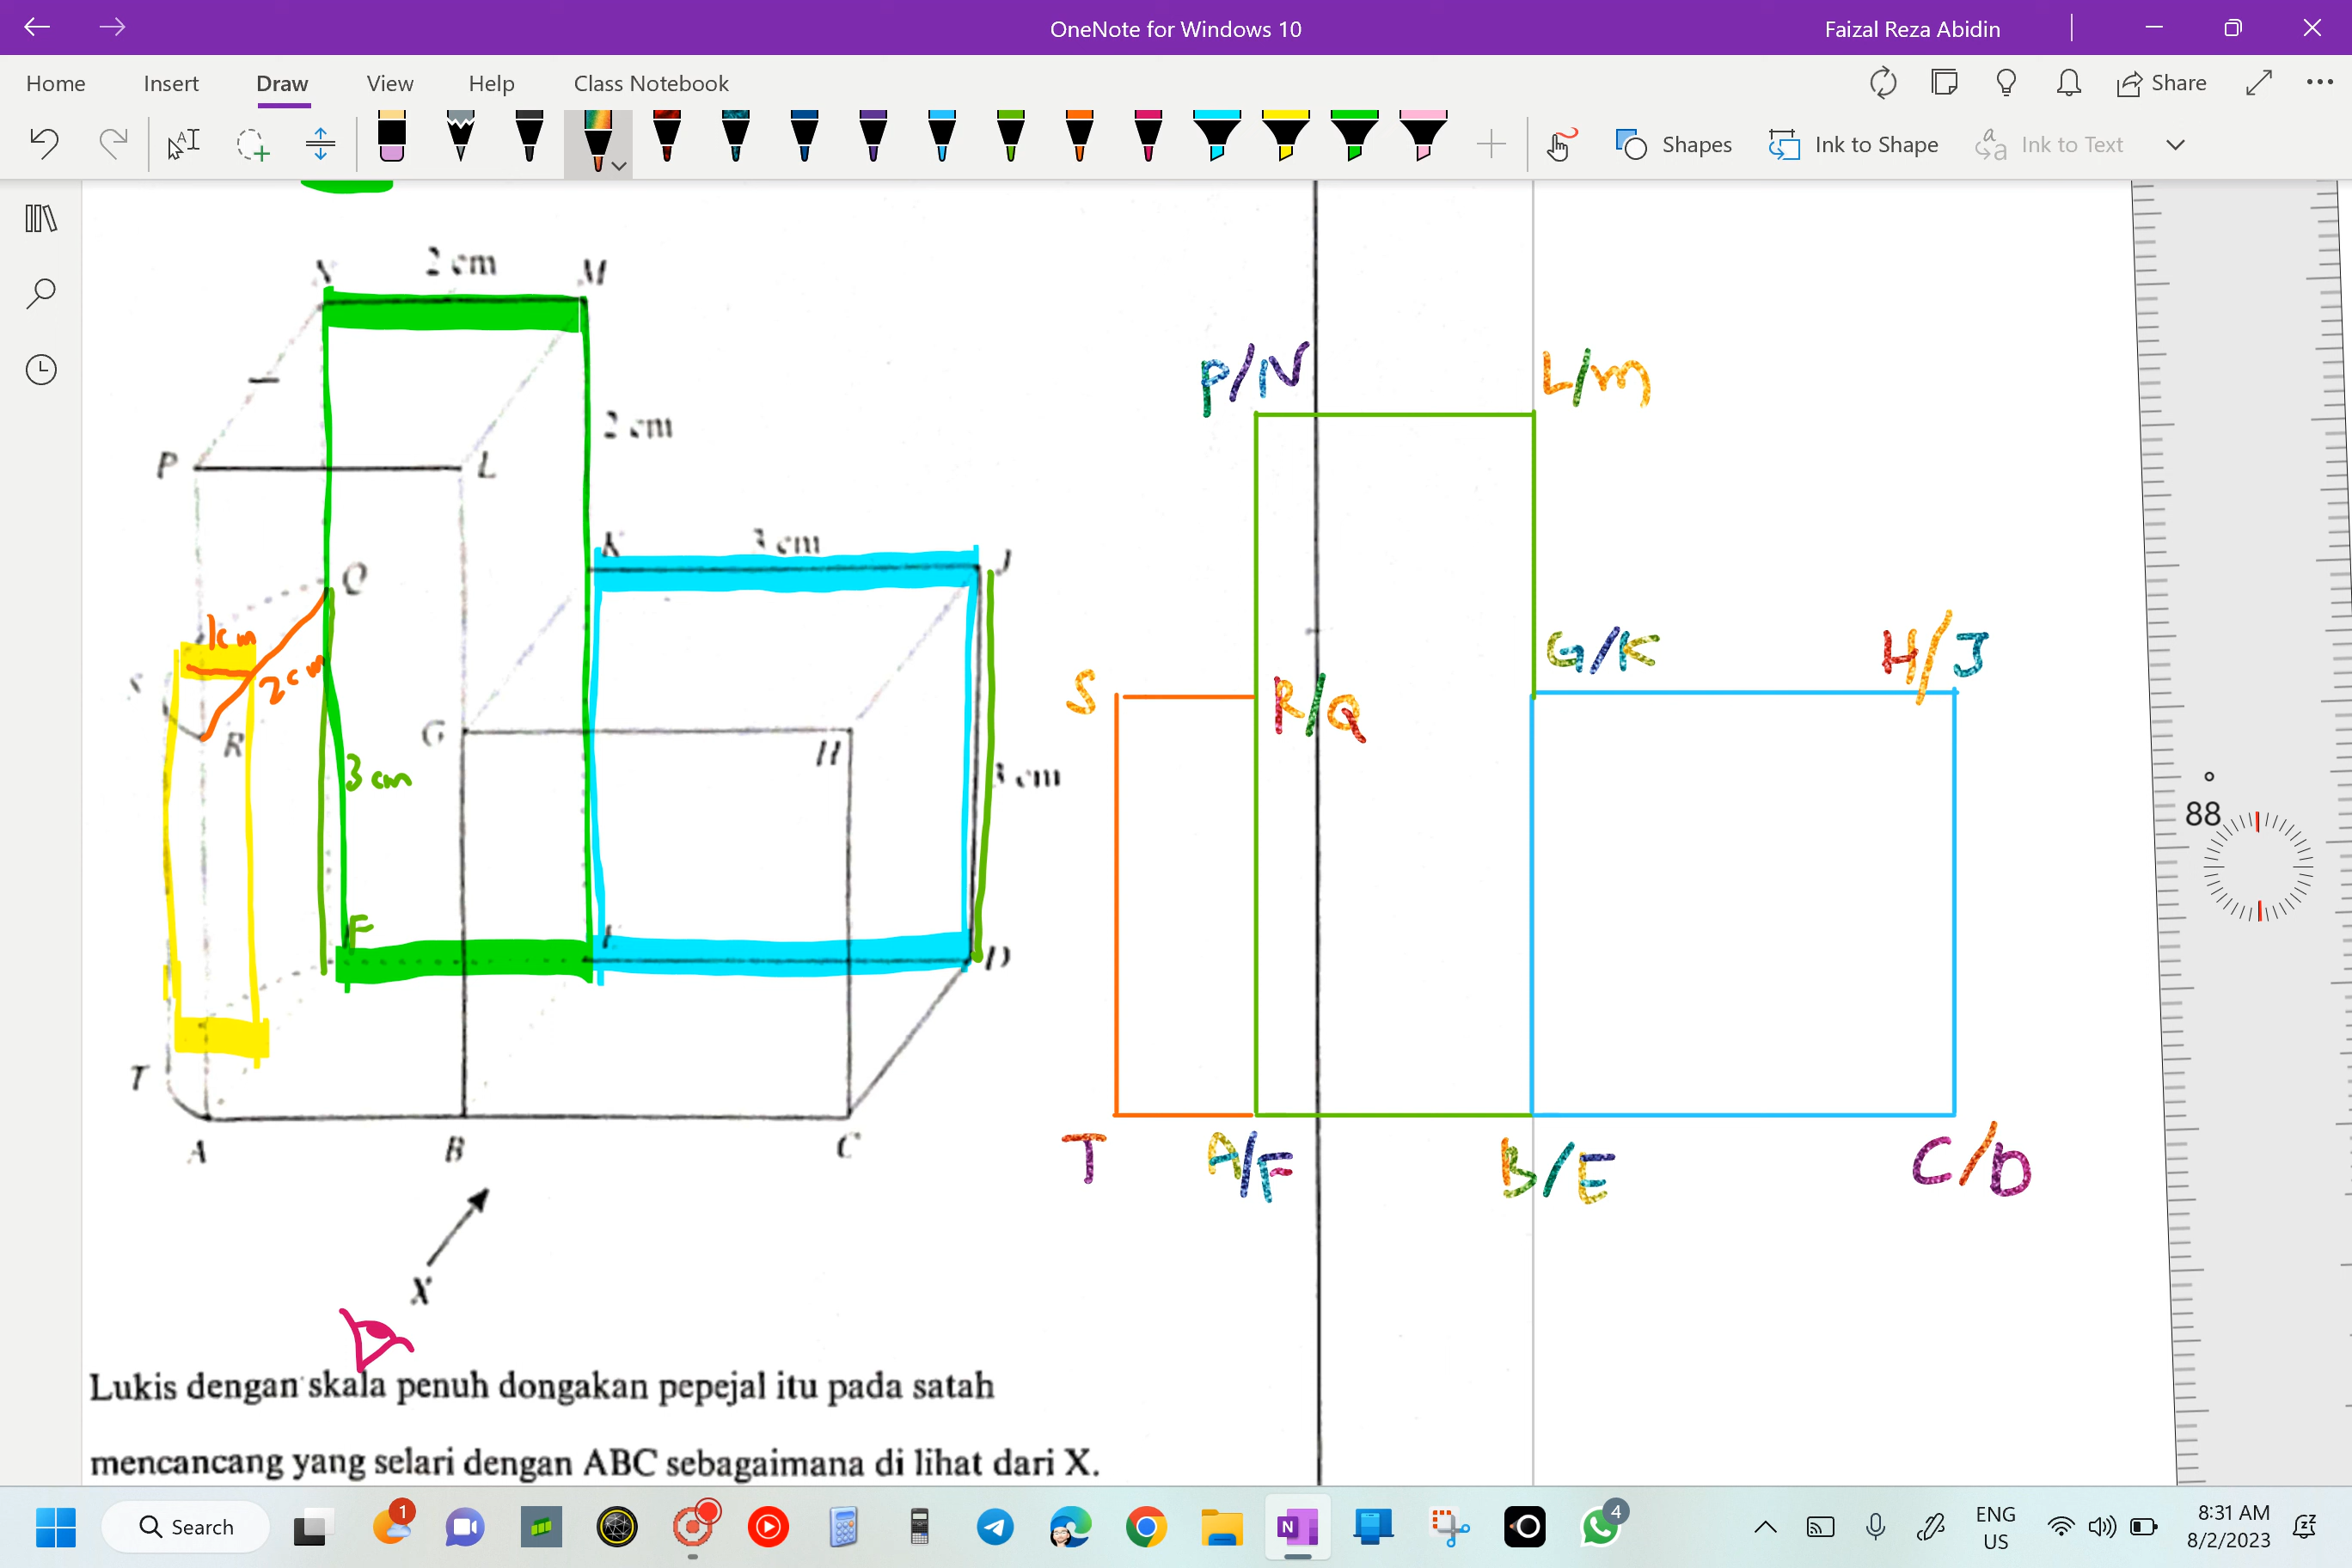 OneNote for Windows 10
Faizal Reza Abidin
Home Insert Draw View Help Class Notebook
Share
Shapes Ink to Shape Ink to Text
N 2 cm M
2 cm
P L
K 3 cm J
Q
1cm
2cm
S
R
G H
3 cm
3 cm
F
E D
T
A B C
X
P/N L/m
G/K H/J
S R/Q
T A/F B/E C/D
88°
Lukis dengan skala penuh dongakan pepejal itu pada satah
mencancang yang selari dengan ABC sebagaimana di lihat dari X.
Search
1
4
ENG
US
8:31 AM
8/2/2023